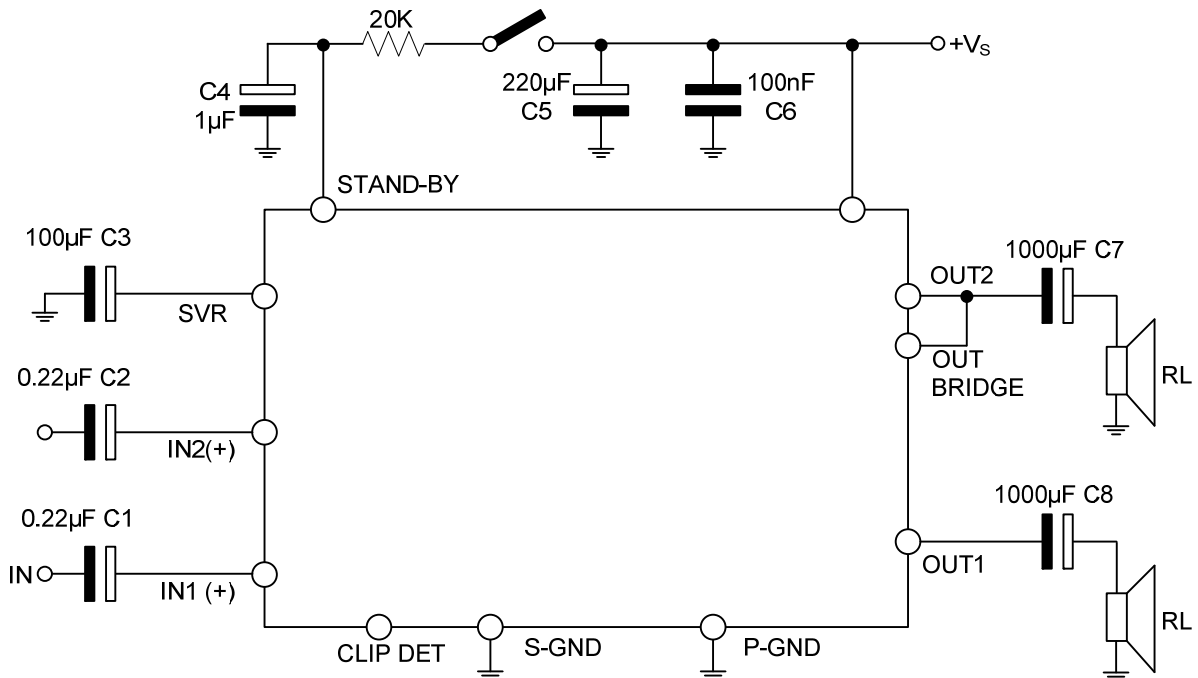 20K
+VS
C4
1µF
220µF
C5
100nF
C6
STAND-BY
100µF C3
SVR
0.22µF C2
IN2(+)
0.22µF C1
IN
IN1 (+)
CLIP DET
S-GND
P-GND
1000µF C7
OUT2
OUT
BRIDGE
RL
1000µF C8
OUT1
RL